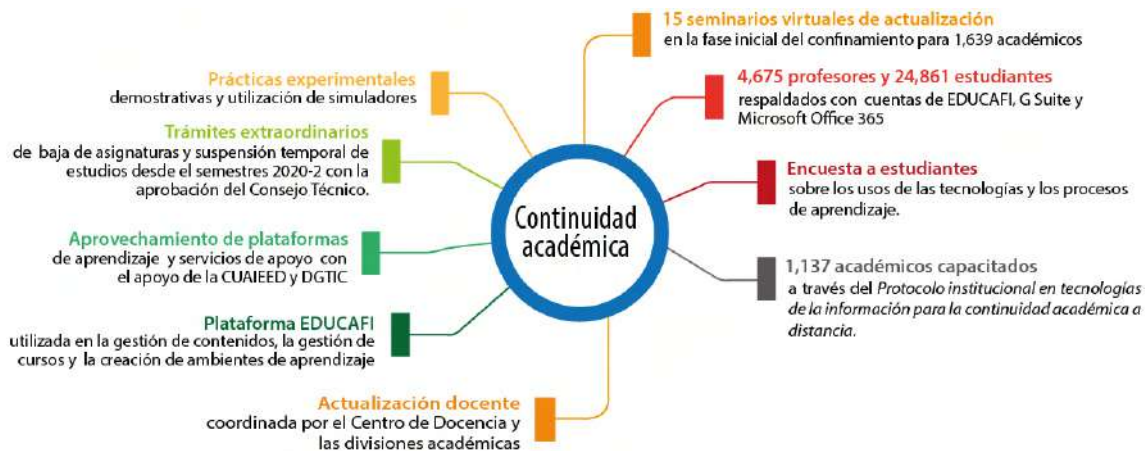 15 seminarios virtuales de actualización
en la fase inicial del confinamiento para 1,639 académicos
4,675 profesores y 24,861 estudiantes
respaldados con cuentas de EDUCAFI, G Suite y
Microsoft Office 365
Encuesta a estudiantes
sobre los usos de las tecnologías y los procesos
de aprendizaje.
1,137 académicos capacitados
a través del Protocolo institucional en tecnologías
de la información para la continuidad académica a
distancia.
Continuidad
académica
Prácticas experimentales
demostrativas y utilización de simuladores
Trámites extraordinarios
de baja de asignaturas y suspensión temporal de
estudios desde el semestres 2020-2 con la
aprobación del Consejo Técnico.
Aprovechamiento de plataformas
de aprendizaje y servicios de apoyo con
el apoyo de la CUAIEED y DGTIC
Plataforma EDUCAFI
utilizada en la gestión de contenidos, la gestión de
cursos y la creación de ambientes de aprendizaje
Actualización docente
coordinada por el Centro de Docencia y
las divisiones académicas